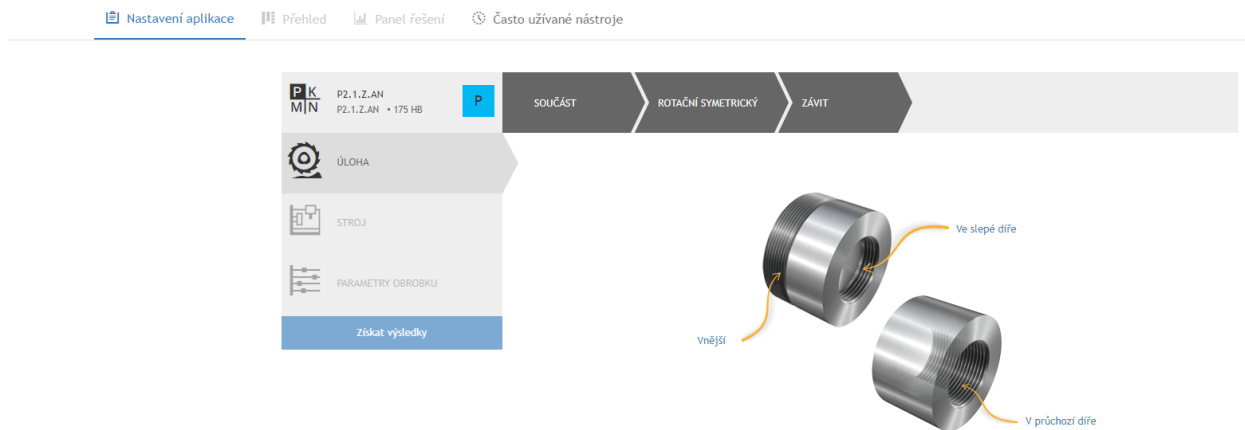 Nastavení aplikace
Přehled
Panel řešení
Často užívané nástroje
P K
M N
P2.1.Z.AN
P2.1.Z.AN • 175 HB
P
SOUČÁST
ROTAČNÍ SYMETRICKÝ
ZÁVIT
ÚLOHA
STROJ
PARAMETRY OBROBKU
Získat výsledky
Ve slepé díře
Vnější
V průchozí díře